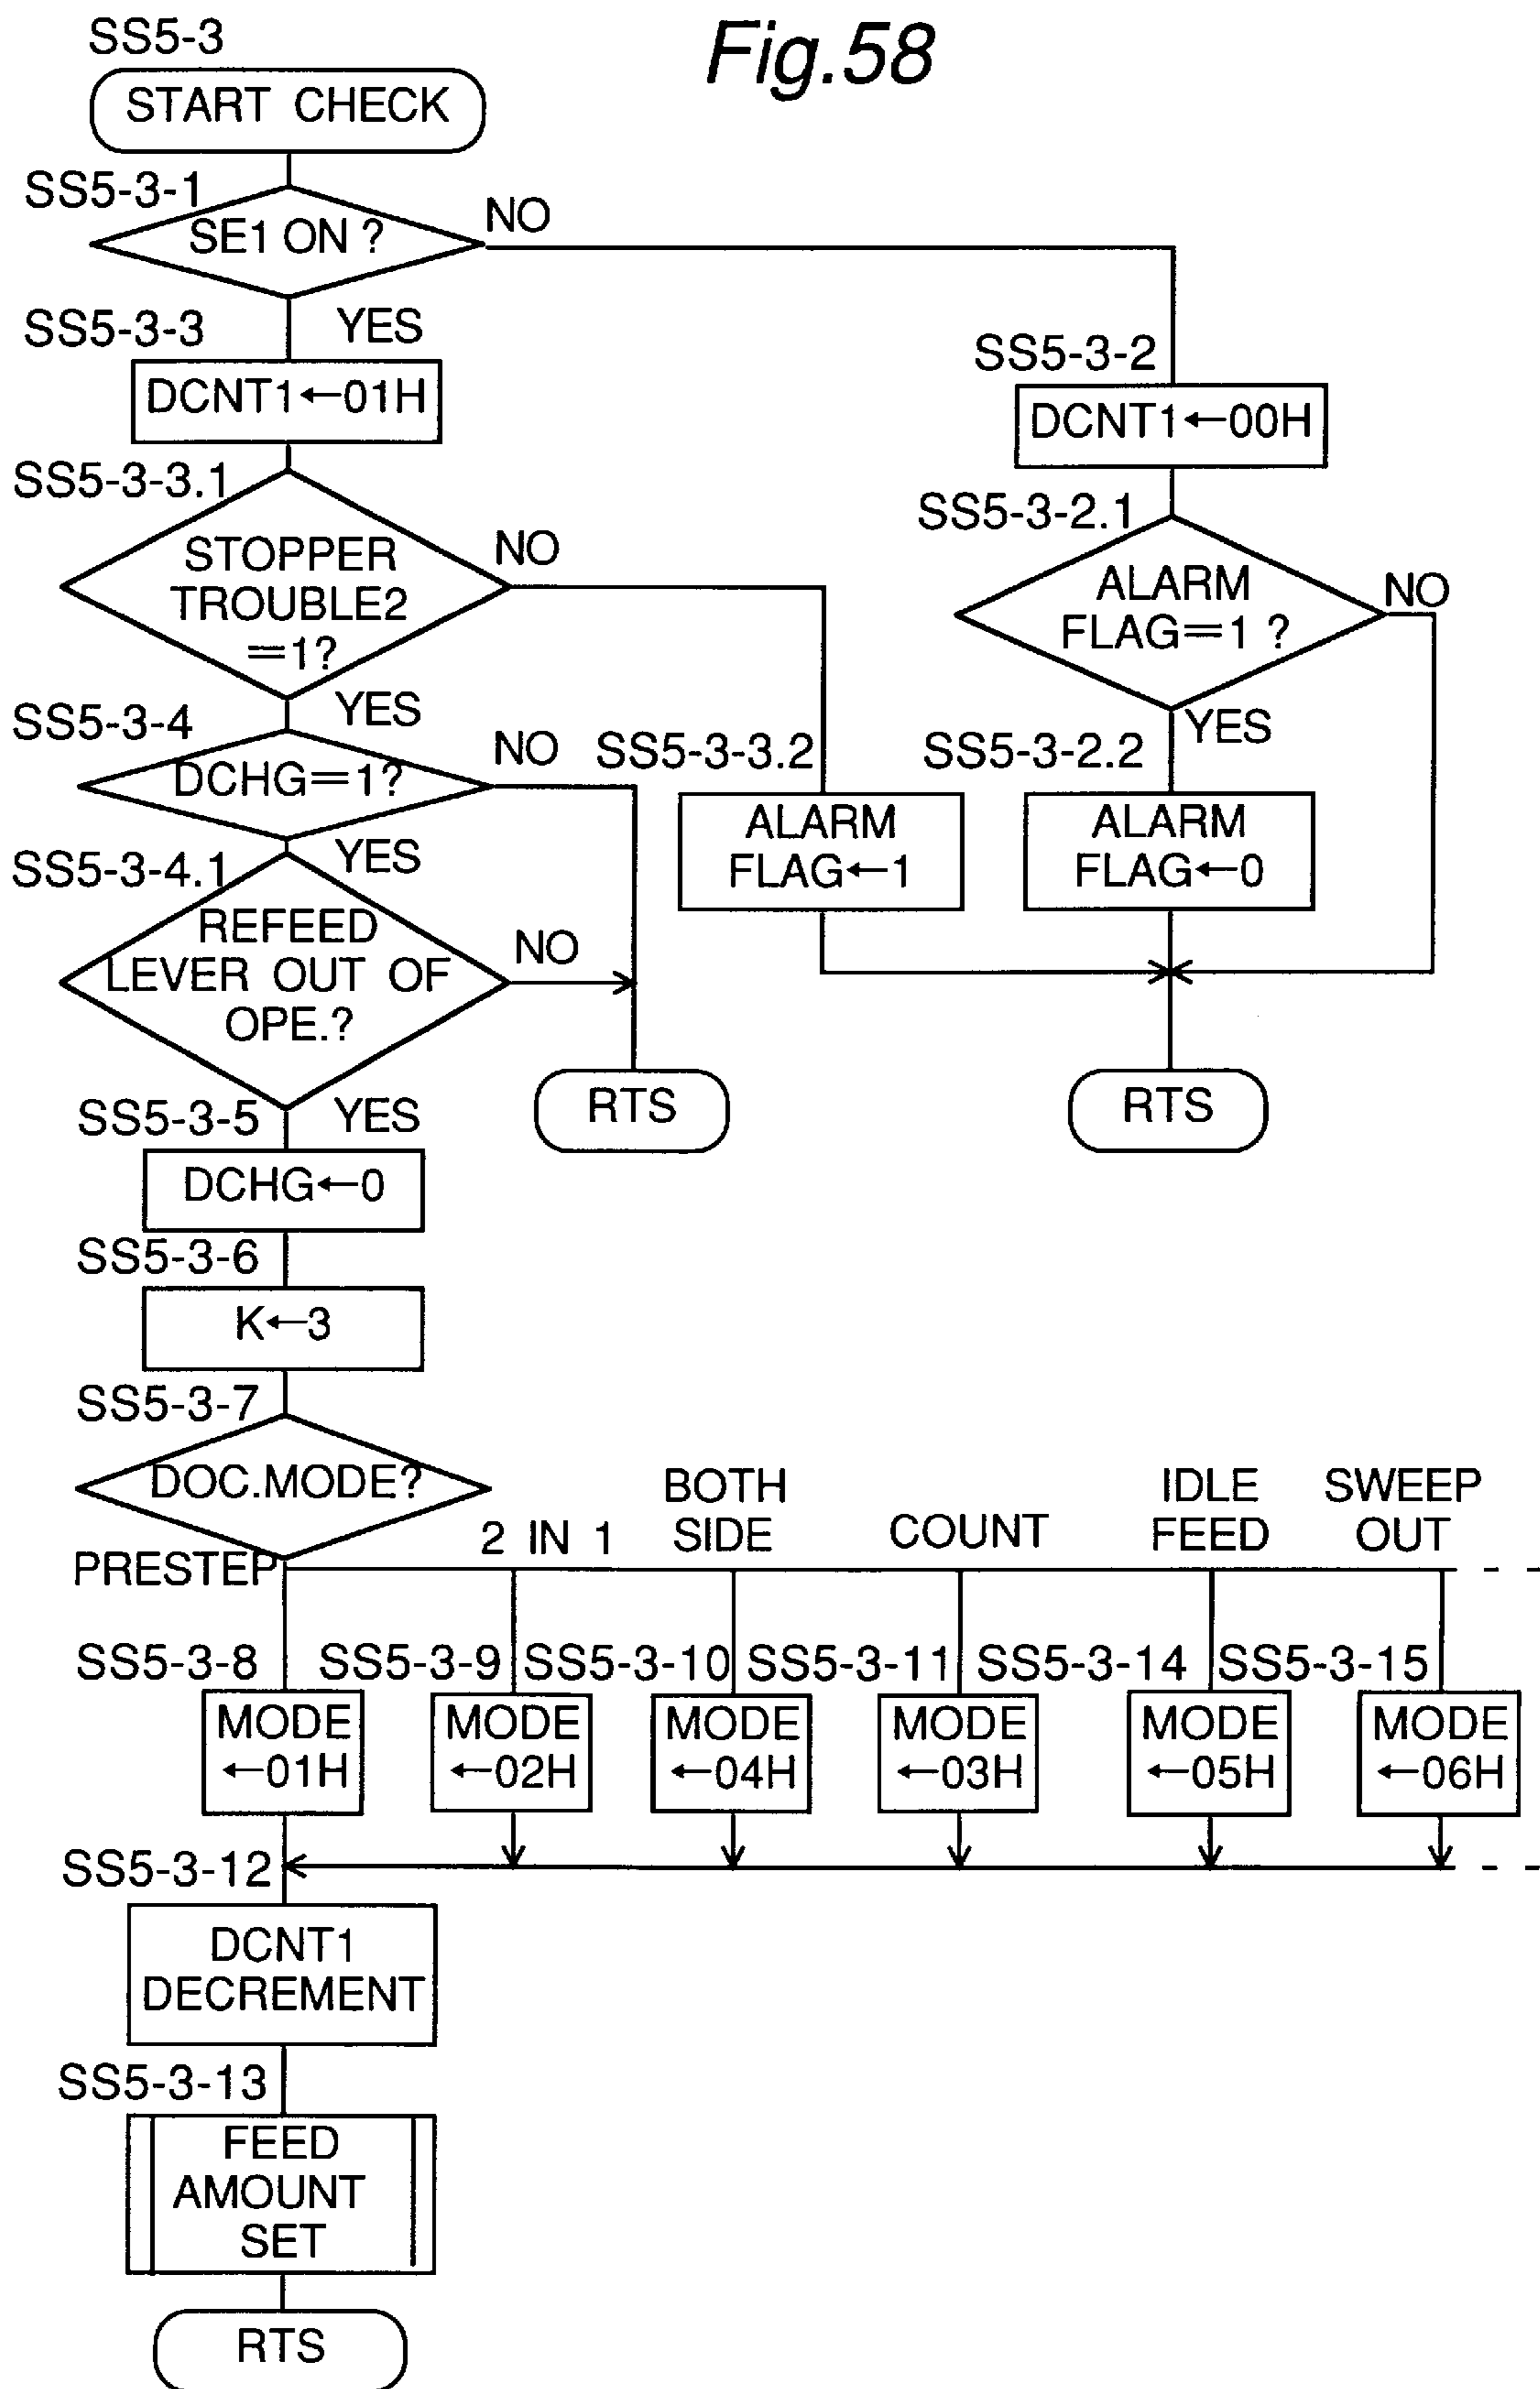 Fig.58
SS5-3
START CHECK
SS5-3-1
SE1 ON ?
NO
SS5-3-3
YES
DCNT1←01H
SS5-3-2
DCNT1←00H
SS5-3-3.1
STOPPER
TROUBLE2
=1?
NO
SS5-3-2.1
ALARM
FLAG=1 ?
NO
YES
YES
SS5-3-4
DCHG=1?
NO
SS5-3-3.2
ALARM
FLAG←1
SS5-3-2.2
ALARM
FLAG←0
YES
SS5-3-4.1
REFEED
LEVER OUT OF
OPE.?
NO
RTS
RTS
SS5-3-5
YES
DCHG←0
SS5-3-6
K←3
SS5-3-7
DOC.MODE?
PRESTEP
2 IN 1
BOTH
SIDE
COUNT
IDLE
FEED
SWEEP
OUT
SS5-3-8
SS5-3-9
SS5-3-10
SS5-3-11
SS5-3-14
SS5-3-15
MODE
←01H
MODE
←02H
MODE
←04H
MODE
←03H
MODE
←05H
MODE
←06H
SS5-3-12
DCNT1
DECREMENT
SS5-3-13
FEED
AMOUNT
SET
RTS